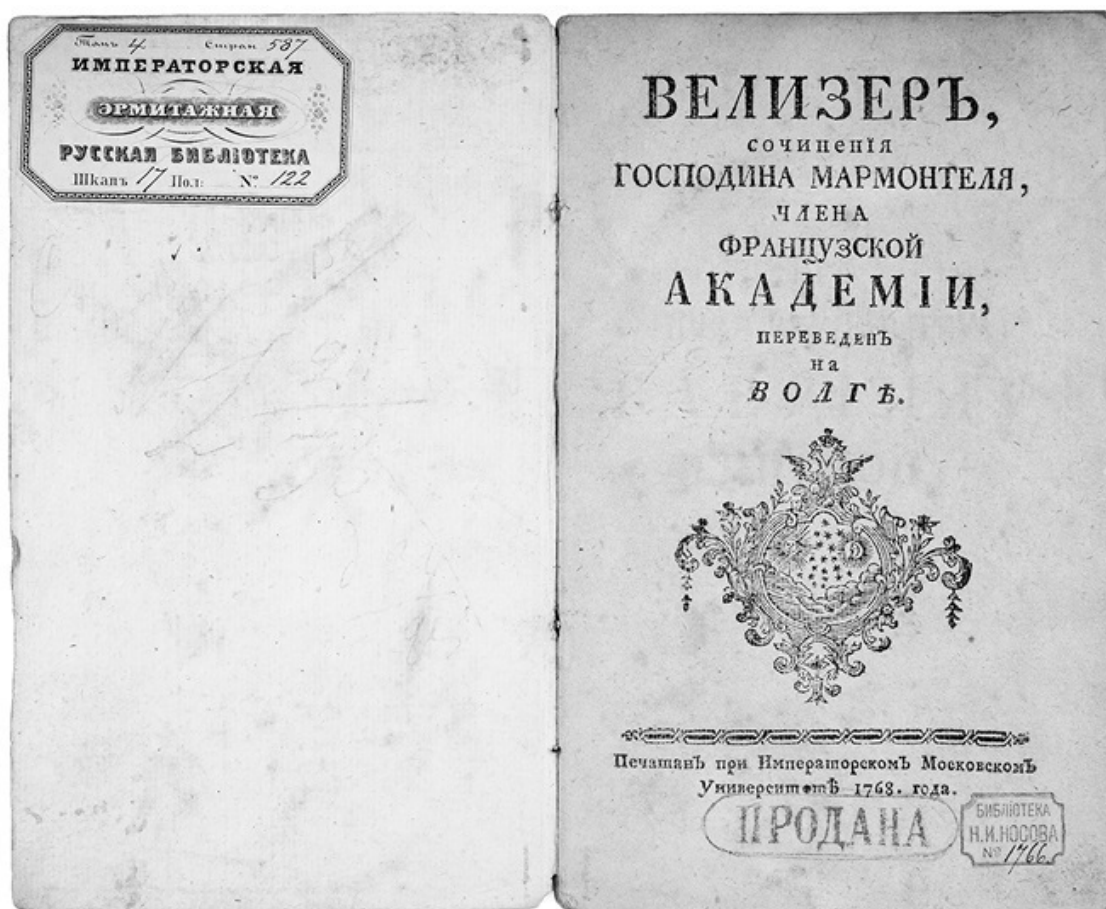 Томъ 4 Стран 587
ИМПЕРАТОРСКАЯ
ЭРМИТАЖНАЯ
РУССКАЯ БИБЛІОТЕКА
Шкапъ 17 Пол: № 122
ВЕЛИЗЕРЪ,
СОЧИНЕНІЯ
ГОСПОДИНА МАРМОНТЕЛЯ,
ЧЛЕНА
ФРАНЦУЗСКОЙ
АКАДЕМІИ,
ПЕРЕВЕДЕНЪ
на
ВОЛГѢ.
Печатанъ при Императорскомъ Московскомъ
Университетѣ 1768. года.
ПРОДАНА
БИБЛІОТЕКА
Н.И.НОСОВА
№ 1766.